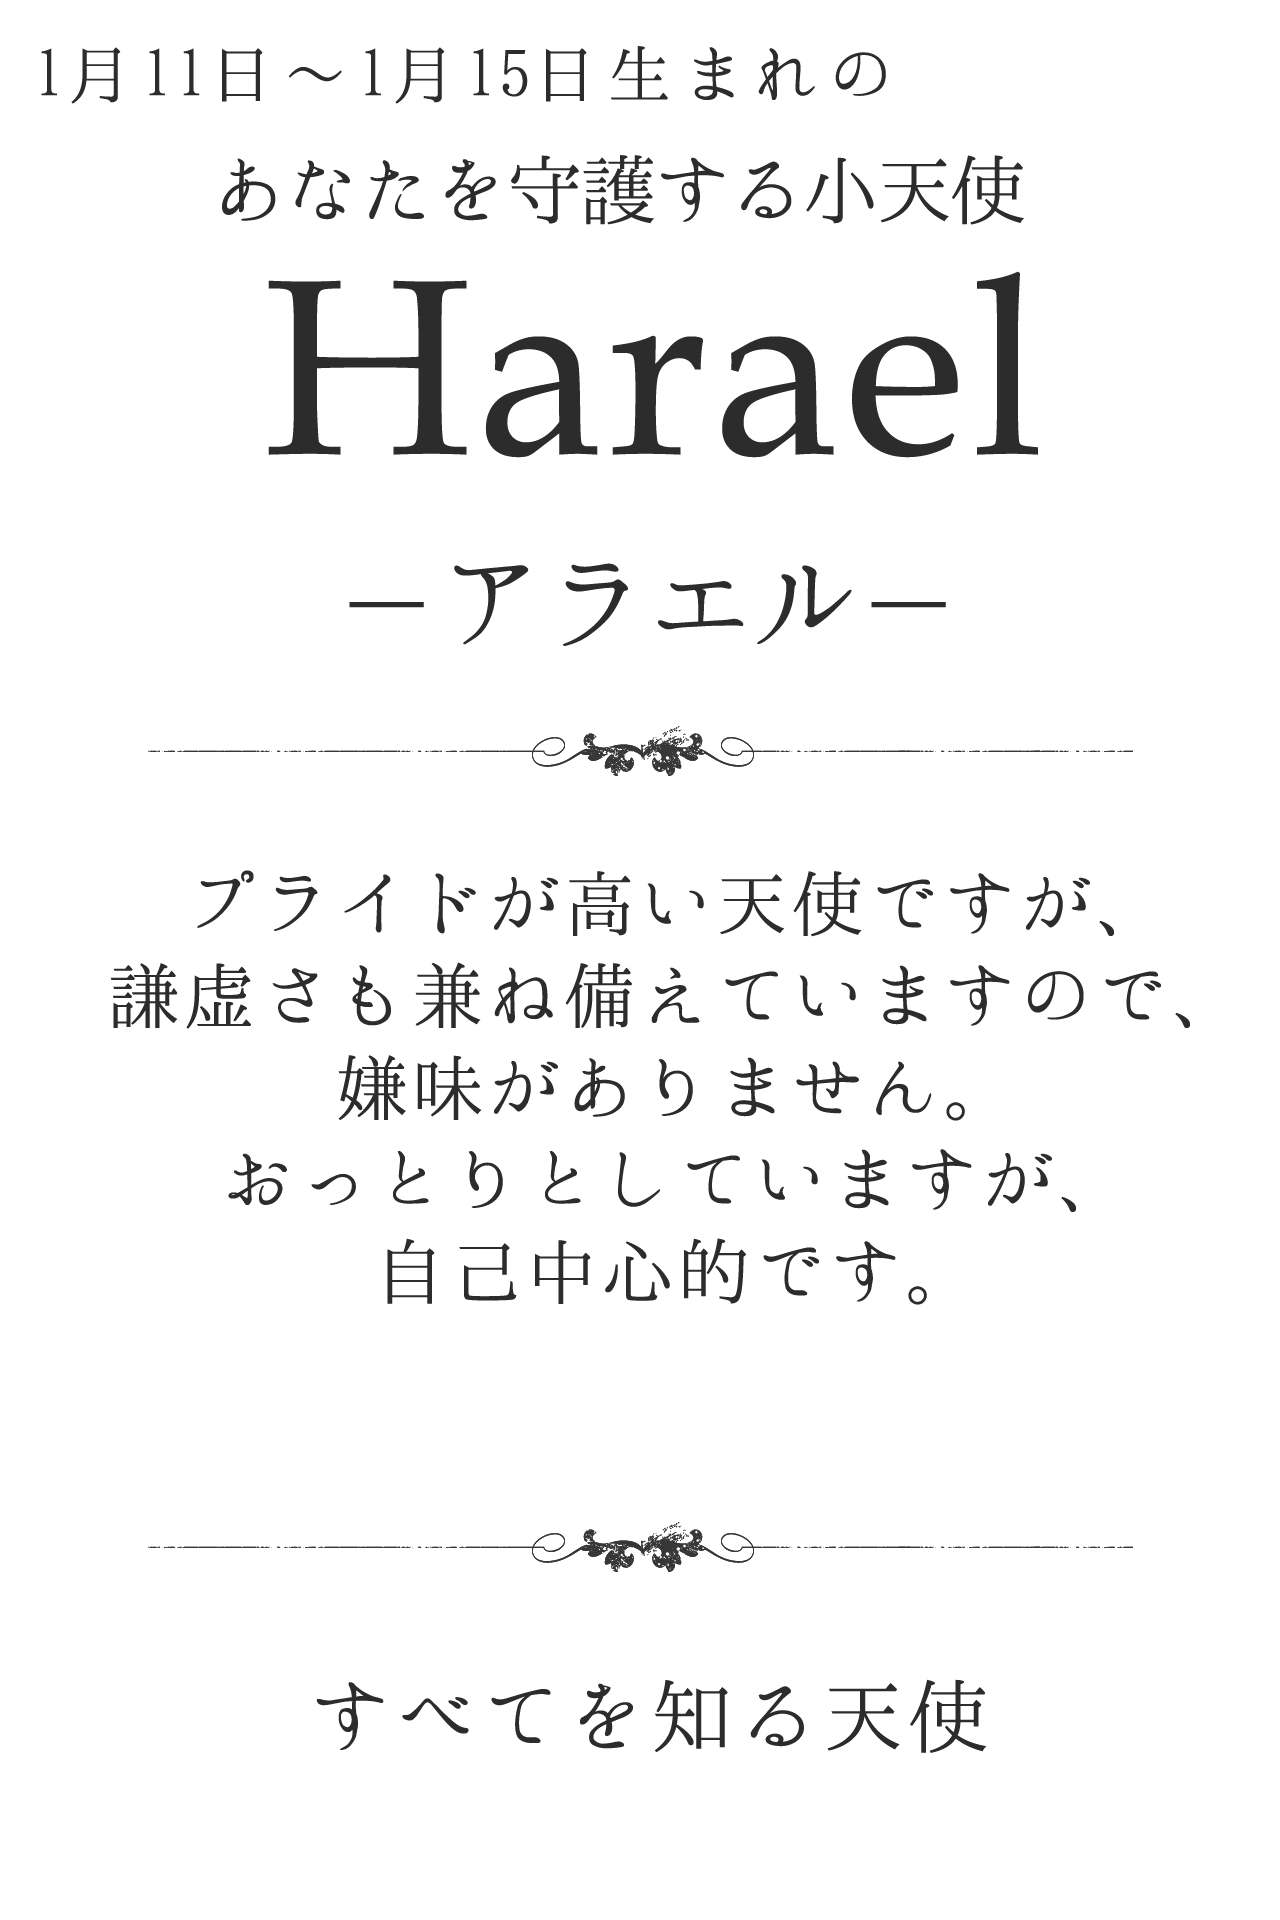 1月11日～1月15日生まれの
あなたを守護する小天使
Harael
－アラエル－
プライドが高い天使ですが、
謙虚さも兼ね備えていますので、
嫌味がありません。
おっとりとしていますが、
自己中心的です。
すべてを知る天使